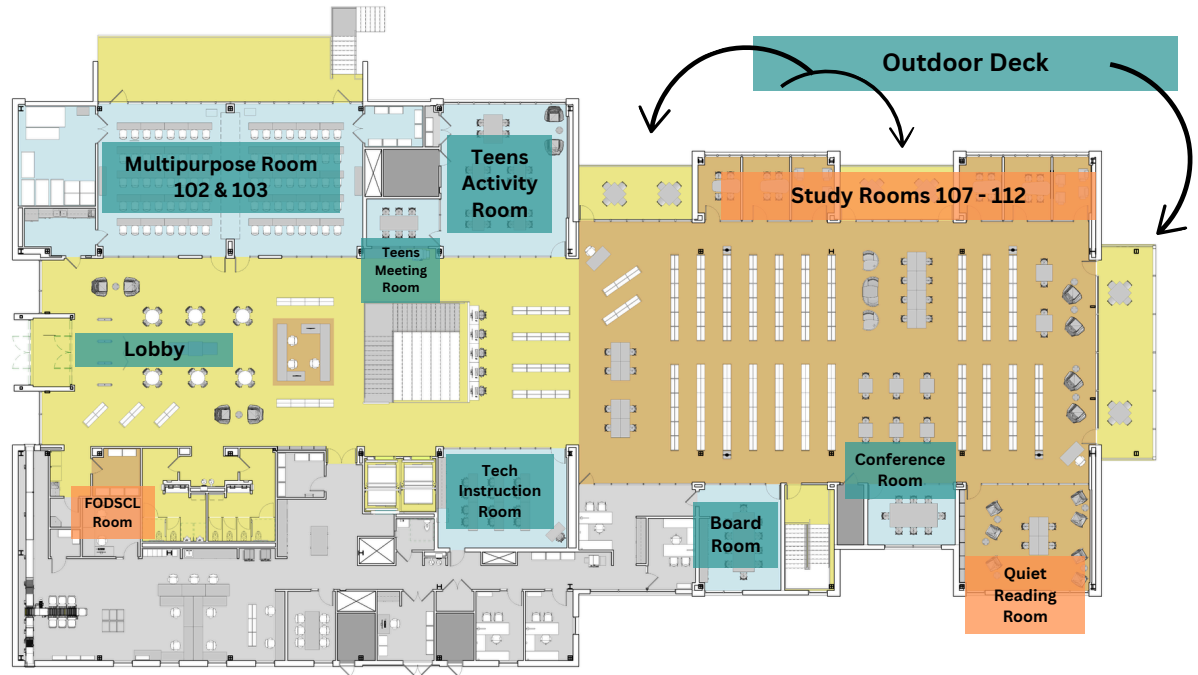 Outdoor Deck
Multipurpose Room
102 & 103
Teens
Activity
Room
Study Rooms 107 - 112
Teens
Meeting
Room
Lobby
Conference
Room
Tech
Instruction
Room
FODSCL
Room
Board
Room
Quiet
Reading
Room